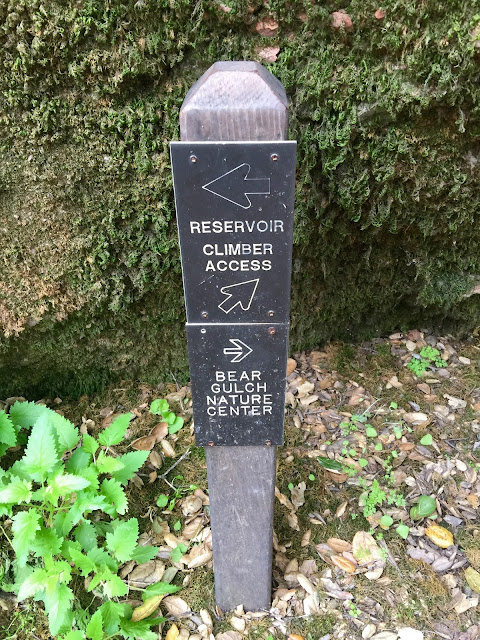 RESERVOIR
CLIMBER
ACCESS
BEAR
GULCH
NATURE
CENTER